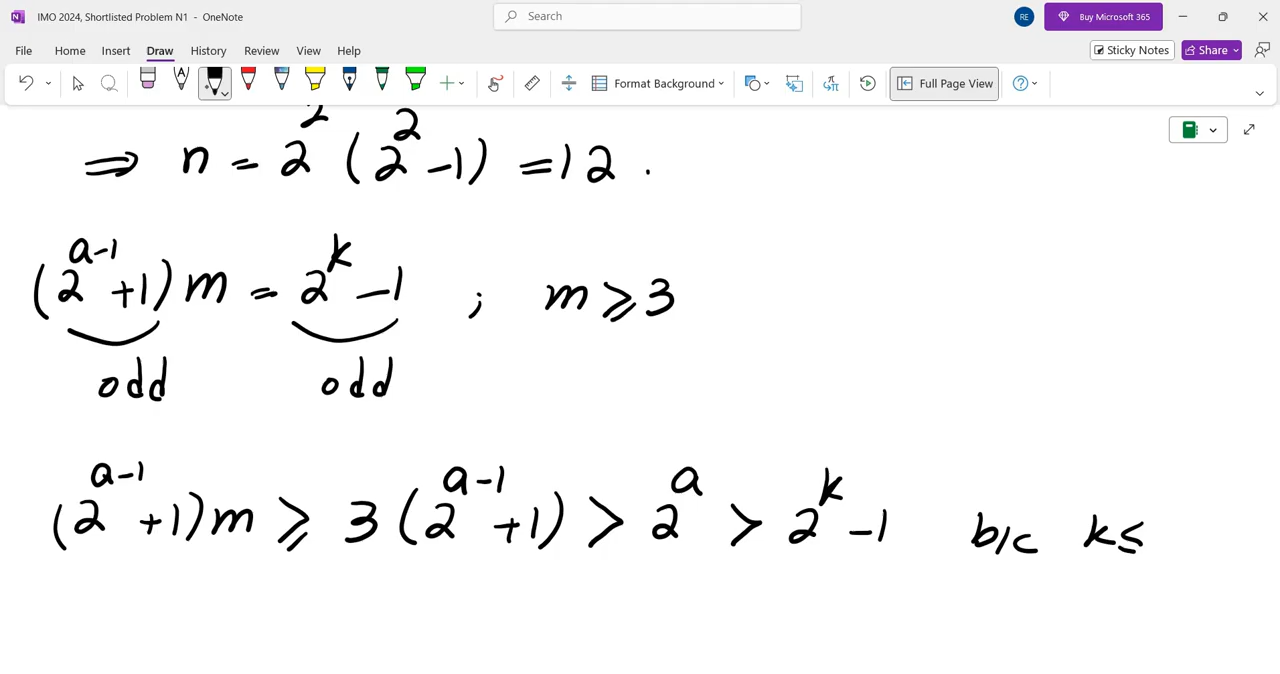 IMO 2024, Shortlisted Problem N1 - OneNote
Search
RE
Buy Microsoft 365
File Home Insert Draw History Review View Help
Sticky Notes
Share
Format Background
Full Page View
⟹ n = 2^2 (2^2 - 1) = 12 .
(2^{a-1} + 1) m = 2^k - 1 ; m ⩾ 3
odd odd
(2^{a-1} + 1) m ⩾ 3 (2^{a-1} + 1) > 2^a > 2^k - 1 b/c k ≤